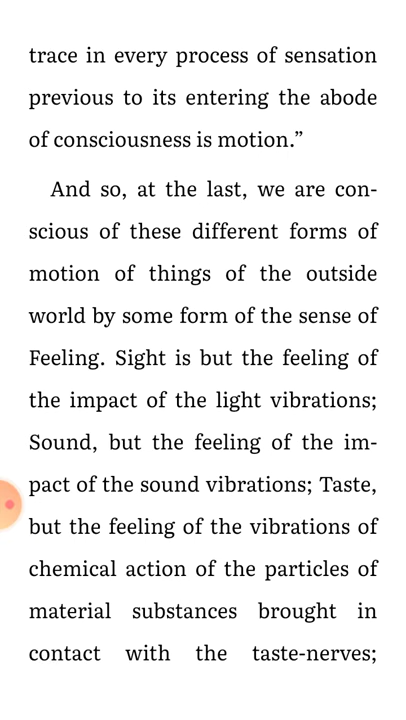 trace in every process of sensation
previous to its entering the abode
of consciousness is motion.”
And so, at the last, we are con-
scious of these different forms of
motion of things of the outside
world by some form of the sense of
Feeling. Sight is but the feeling of
the impact of the light vibrations;
Sound, but the feeling of the im-
pact of the sound vibrations; Taste,
but the feeling of the vibrations of
chemical action of the particles of
material substances brought in
contact with the taste-nerves;